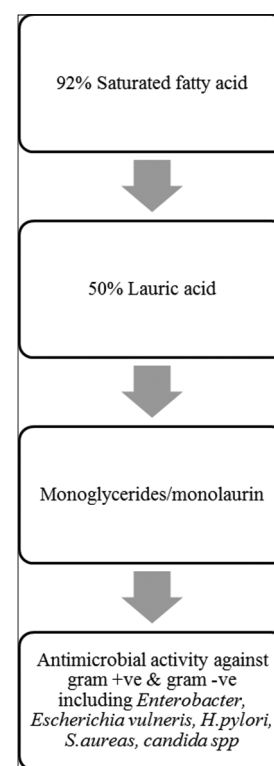 92% Saturated fatty acid
50% Lauric acid
Monoglycerides/monolaurin
Antimicrobial activity against
gram +ve & gram -ve
including Enterobacter,
Escherichia vulneris, H.pylori,
S.aureas, candida spp